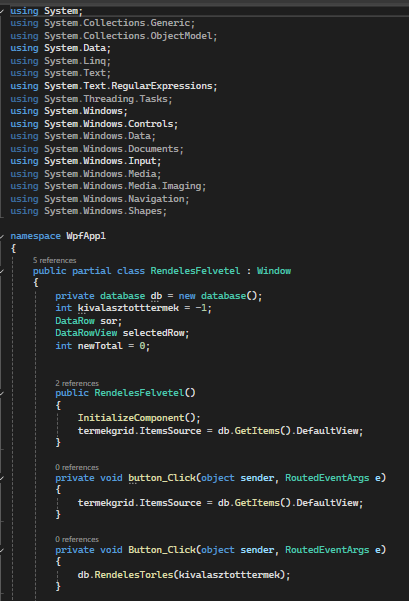 using System;
using System.Collections.Generic;
using System.Collections.ObjectModel;
using System.Data;
using System.Linq;
using System.Text;
using System.Text.RegularExpressions;
using System.Threading.Tasks;
using System.Windows;
using System.Windows.Controls;
using System.Windows.Data;
using System.Windows.Documents;
using System.Windows.Input;
using System.Windows.Media;
using System.Windows.Media.Imaging;
using System.Windows.Navigation;
using System.Windows.Shapes;
namespace WpfApp1
{
5 references
public partial class RendelesFelvetel : Window
{
private database db = new database();
int kivalasztotttermek = -1;
DataRow sor;
DataRowView selectedRow;
int newTotal = 0;
2 references
public RendelesFelvetel()
{
InitializeComponent();
termekgrid.ItemsSource = db.GetItems().DefaultView;
}
0 references
private void button_Click(object sender, RoutedEventArgs e)
{
termekgrid.ItemsSource = db.GetItems().DefaultView;
}
0 references
private void Button_Click(object sender, RoutedEventArgs e)
{
db.RendelesTorles(kivalasztotttermek);
}